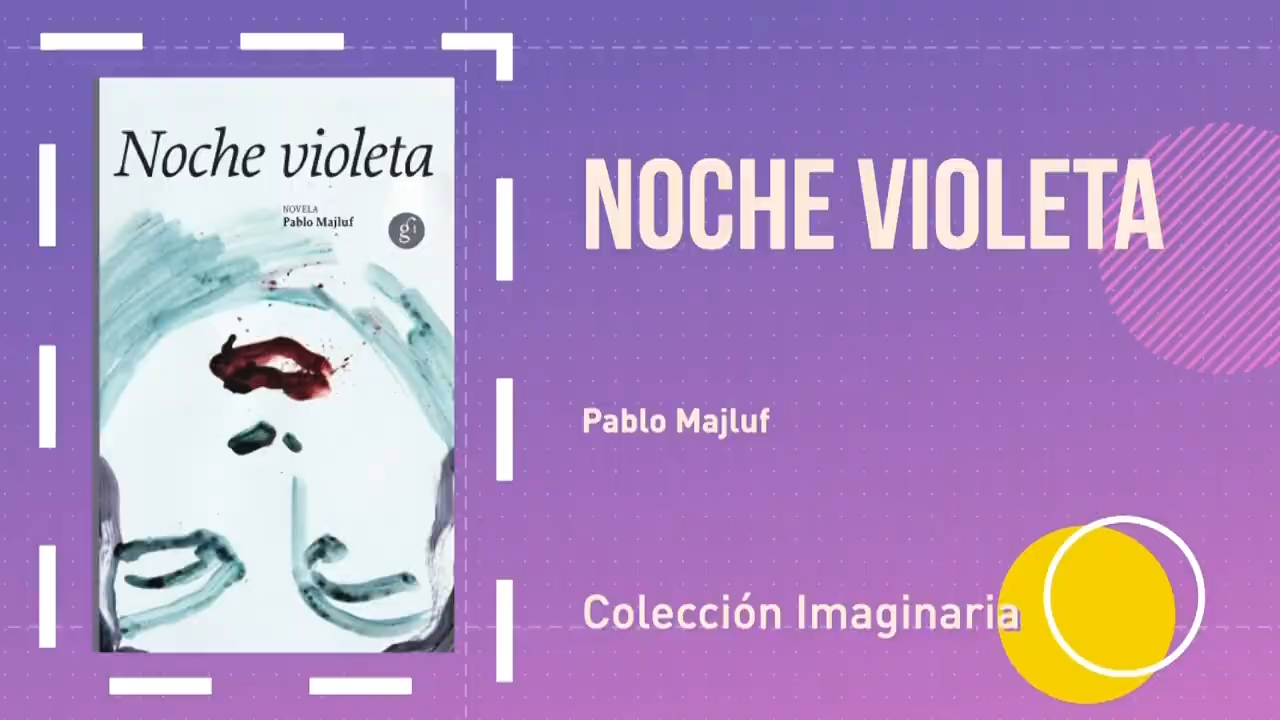 Noche violeta
NOVELA
Pablo Majluf
gf
NOCHE VIOLETA
Pablo Majluf
Colección Imaginaria